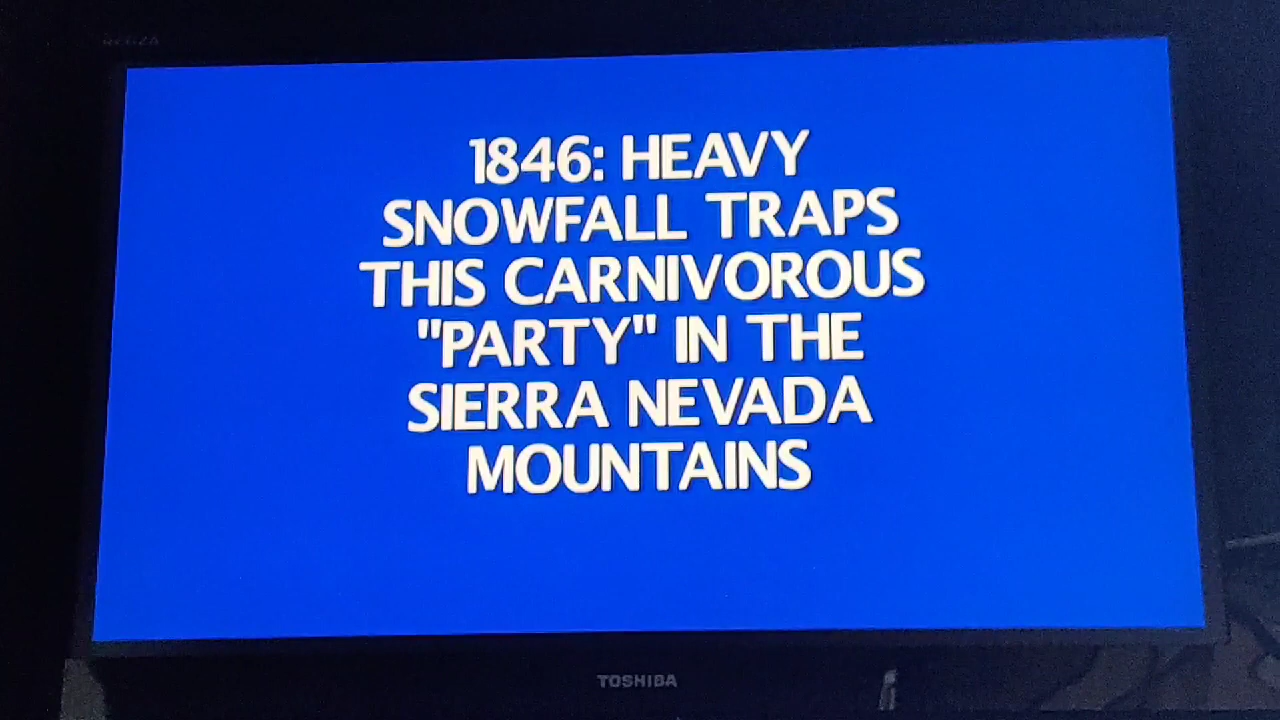 1846: HEAVY
SNOWFALL TRAPS
THIS CARNIVOROUS
"PARTY" IN THE
SIERRA NEVADA
MOUNTAINS
TOSHIBA